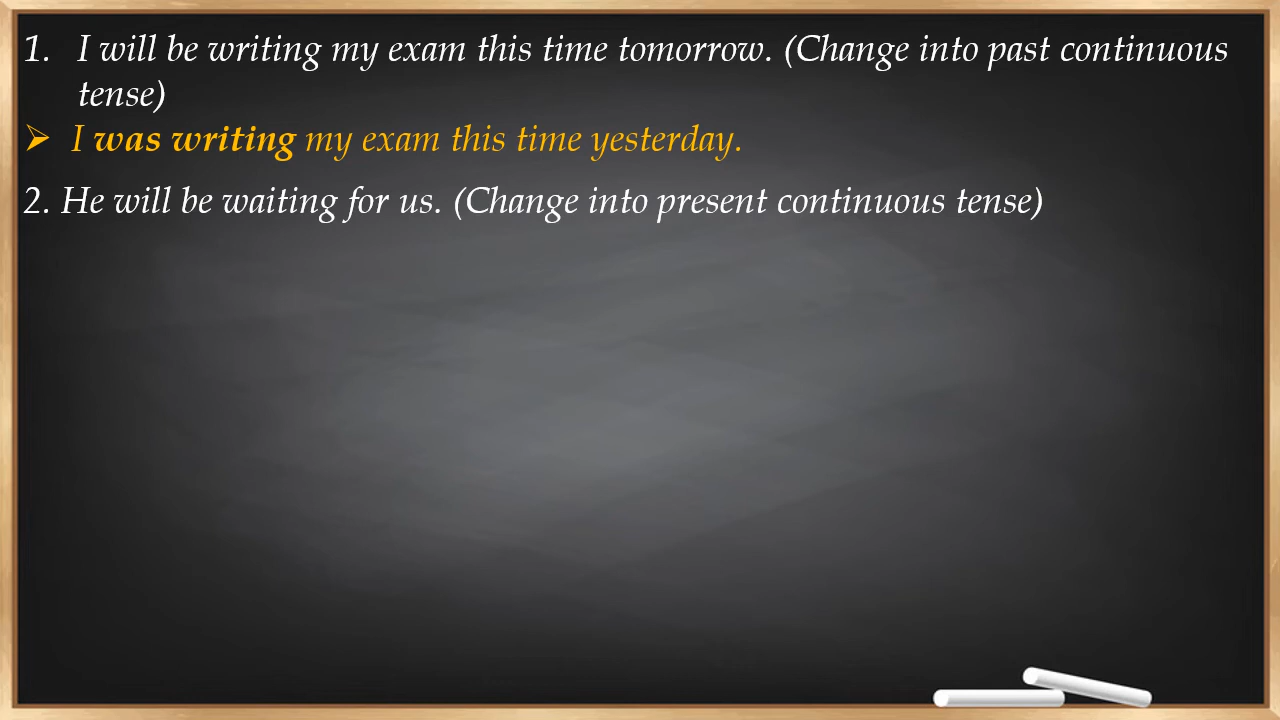 1. I will be writing my exam this time tomorrow. (Change into past continuous
tense)
➢ I was writing my exam this time yesterday.
2. He will be waiting for us. (Change into present continuous tense)